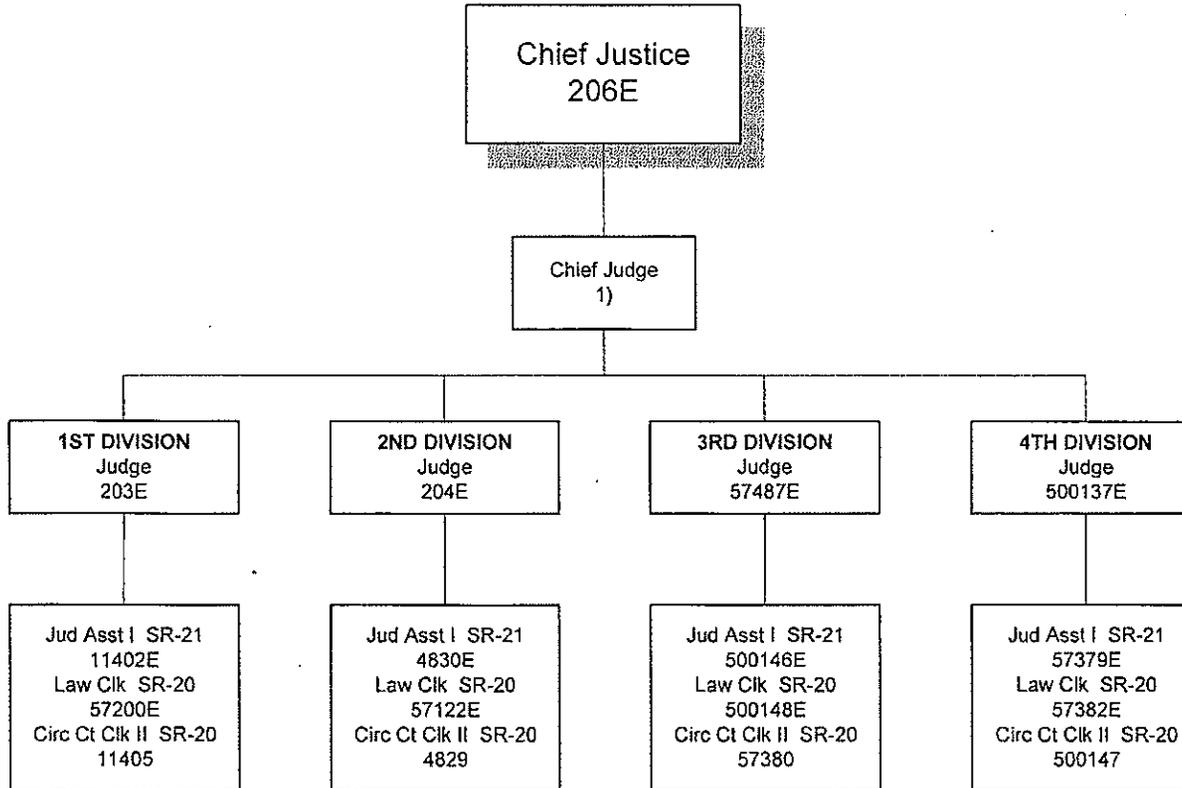 Chief Justice
206E
Chief Judge
1)
1ST DIVISION
Judge
203E
2ND DIVISION
Judge
204E
3RD DIVISION
Judge
57487E
4TH DIVISION
Judge
500137E
Jud Asst I SR-21
11402E
Law Clk SR-20
57200E
Circ Ct Clk II SR-20
11405
Jud Asst I SR-21
4830E
Law Clk SR-20
57122E
Circ Ct Clk II SR-20
4829
Jud Asst I SR-21
500146E
Law Clk SR-20
500148E
Circ Ct Clk II SR-20
57380
Jud Asst I SR-21
57379E
Law Clk SR-20
57382E
Circ Ct Clk II SR-20
500147